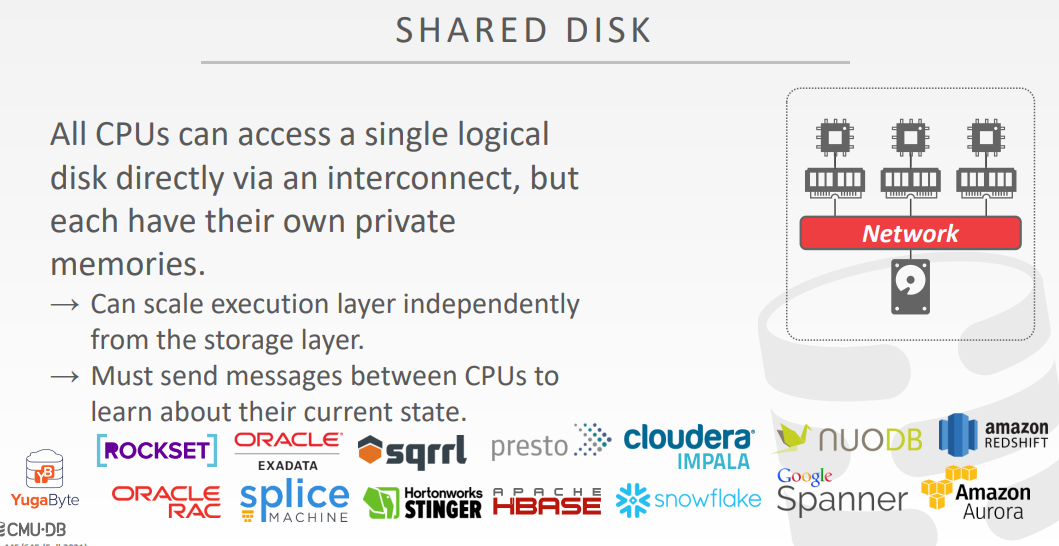 SHARED DISK
All CPUs can access a single logical
disk directly via an interconnect, but
each have their own private
memories.
→ Can scale execution layer independently
from the storage layer.
→ Must send messages between CPUs to
learn about their current state.
Network
[ROCKSET]
ORACLE®
EXADATA
sqrrl
presto
cloudera®
IMPALA
NUODB
amazon
REDSHIFT
YB
YugaByte
ORACLE
RAC
splice
MACHINE
Hortonworks
STINGER
APACHE
HBASE
snowflake
Google
Spanner
Amazon
Aurora
CMU·DB